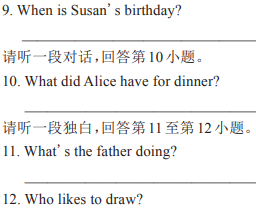 9. When is Susan's birthday?
请听一段对话,回答第10小题。
10. What did Alice have for dinner?
请听一段独白,回答第11至第12小题。
11. What's the father doing?
12. Who likes to draw?